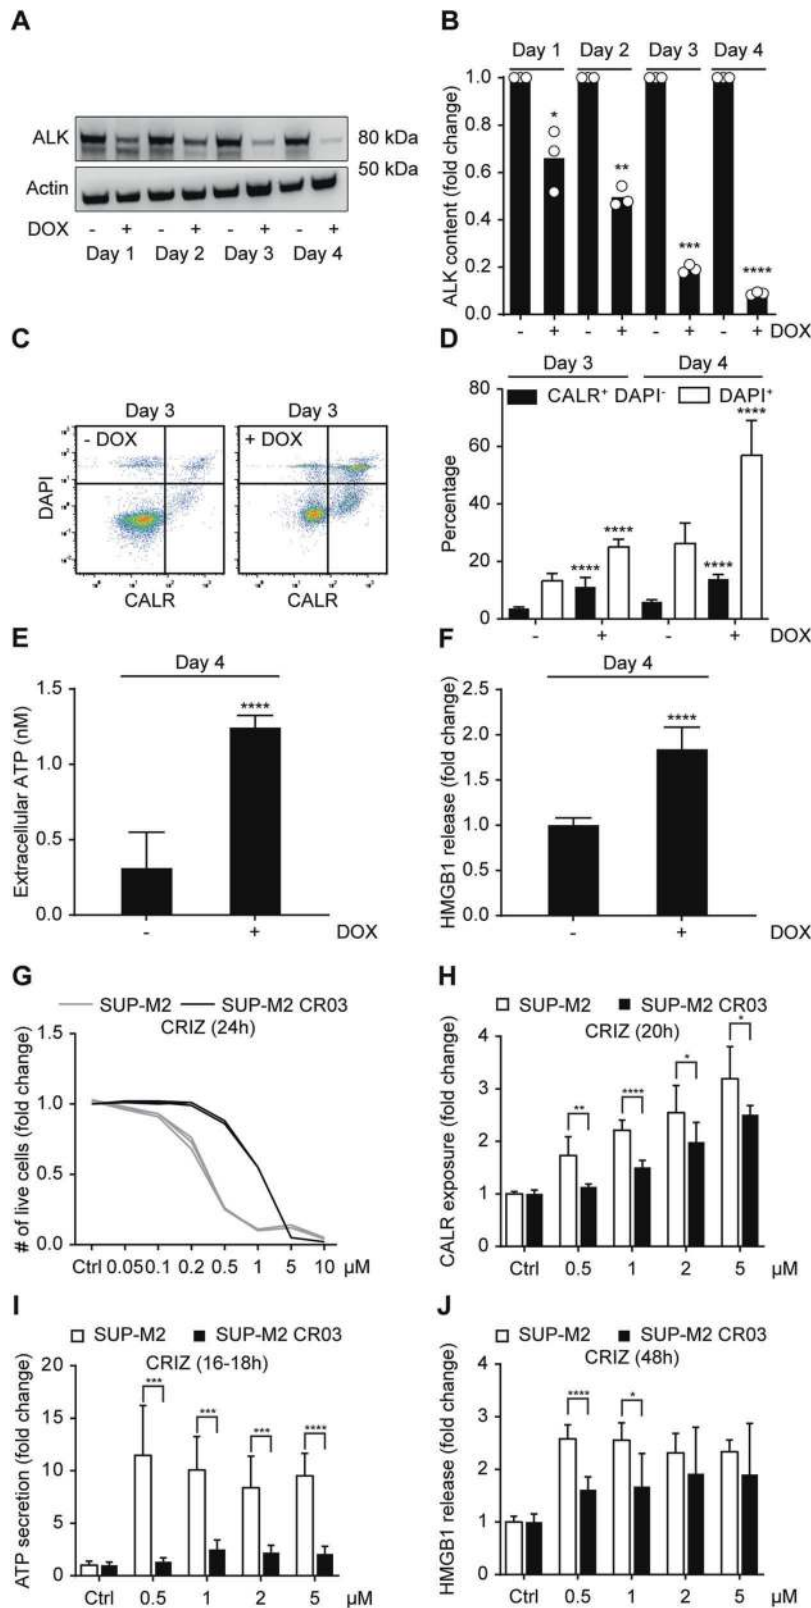 A
ALK
80 kDa
50 kDa
Actin
DOX - + - + - + - +
Day 1 Day 2 Day 3 Day 4
B
Day 1 Day 2 Day 3 Day 4
ALK content (fold change)
1.0
0.8
0.6
0.4
0.2
0.0
*
**
***
****
- + - + - + - + DOX
C
Day 3 Day 3
- DOX + DOX
DAPI
CALR CALR
D
Day 3 Day 4
CALR+ DAPI- DAPI+
Percentage
80
60
40
20
0
**** **** **** ****
- + - + DOX
E
Day 4
Extracellular ATP (nM)
1.5
1.0
0.5
0.0
****
- + DOX
F
Day 4
HMGB1 release (fold change)
2.5
2.0
1.5
1.0
0.5
0.0
****
- + DOX
G
SUP-M2 SUP-M2 CR03
CRIZ (24h)
# of live cells (fold change)
1.5
1.0
0.5
0.0
Ctrl 0.05 0.1 0.2 0.5 1 5 10 µM
H
SUP-M2 SUP-M2 CR03
CRIZ (20h)
CALR exposure (fold change)
4
3
2
1
0
** **** * *
Ctrl 0.5 1 2 5 µM
I
SUP-M2 SUP-M2 CR03
CRIZ (16-18h)
ATP secretion (fold change)
20
15
10
5
0
*** *** *** ****
Ctrl 0.5 1 2 5 µM
J
SUP-M2 SUP-M2 CR03
CRIZ (48h)
HMGB1 release (fold change)
4
3
2
1
0
**** *
Ctrl 0.5 1 2 5 µM